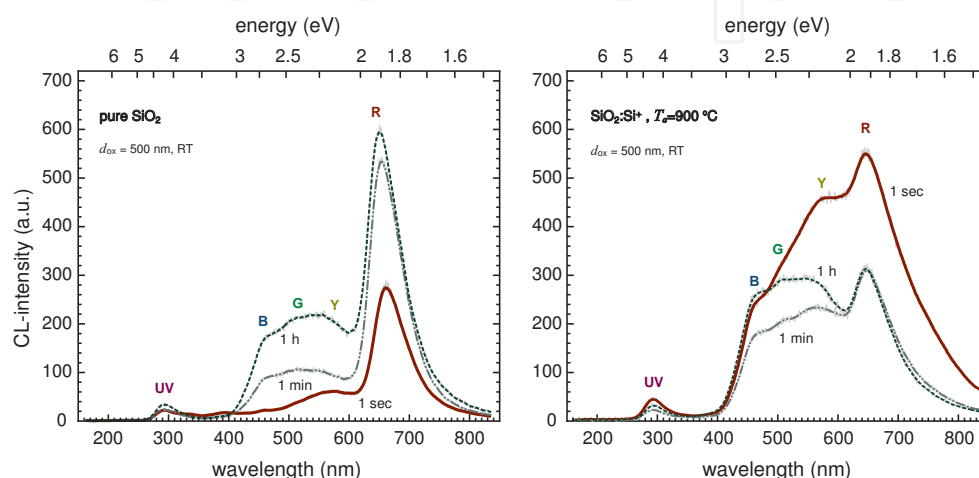 energy (eV)
6 5 4 3 2.5 2 1.8 1.6
700
600
500
400
300
200
100
0
CL-intensity (a.u.)
pure SiO₂
dox = 500 nm, RT
R
B
G
Y
UV
1 h
1 min
1 sec
200 300 400 500 600 700 800
wavelength (nm)
energy (eV)
6 5 4 3 2.5 2 1.8 1.6
700
600
500
400
300
200
100
0
SiO₂:Si⁺ , Ta=900 °C
dox = 500 nm, RT
R
Y
1 sec
G
B
1 h
1 min
UV
200 300 400 500 600 700 800
wavelength (nm)